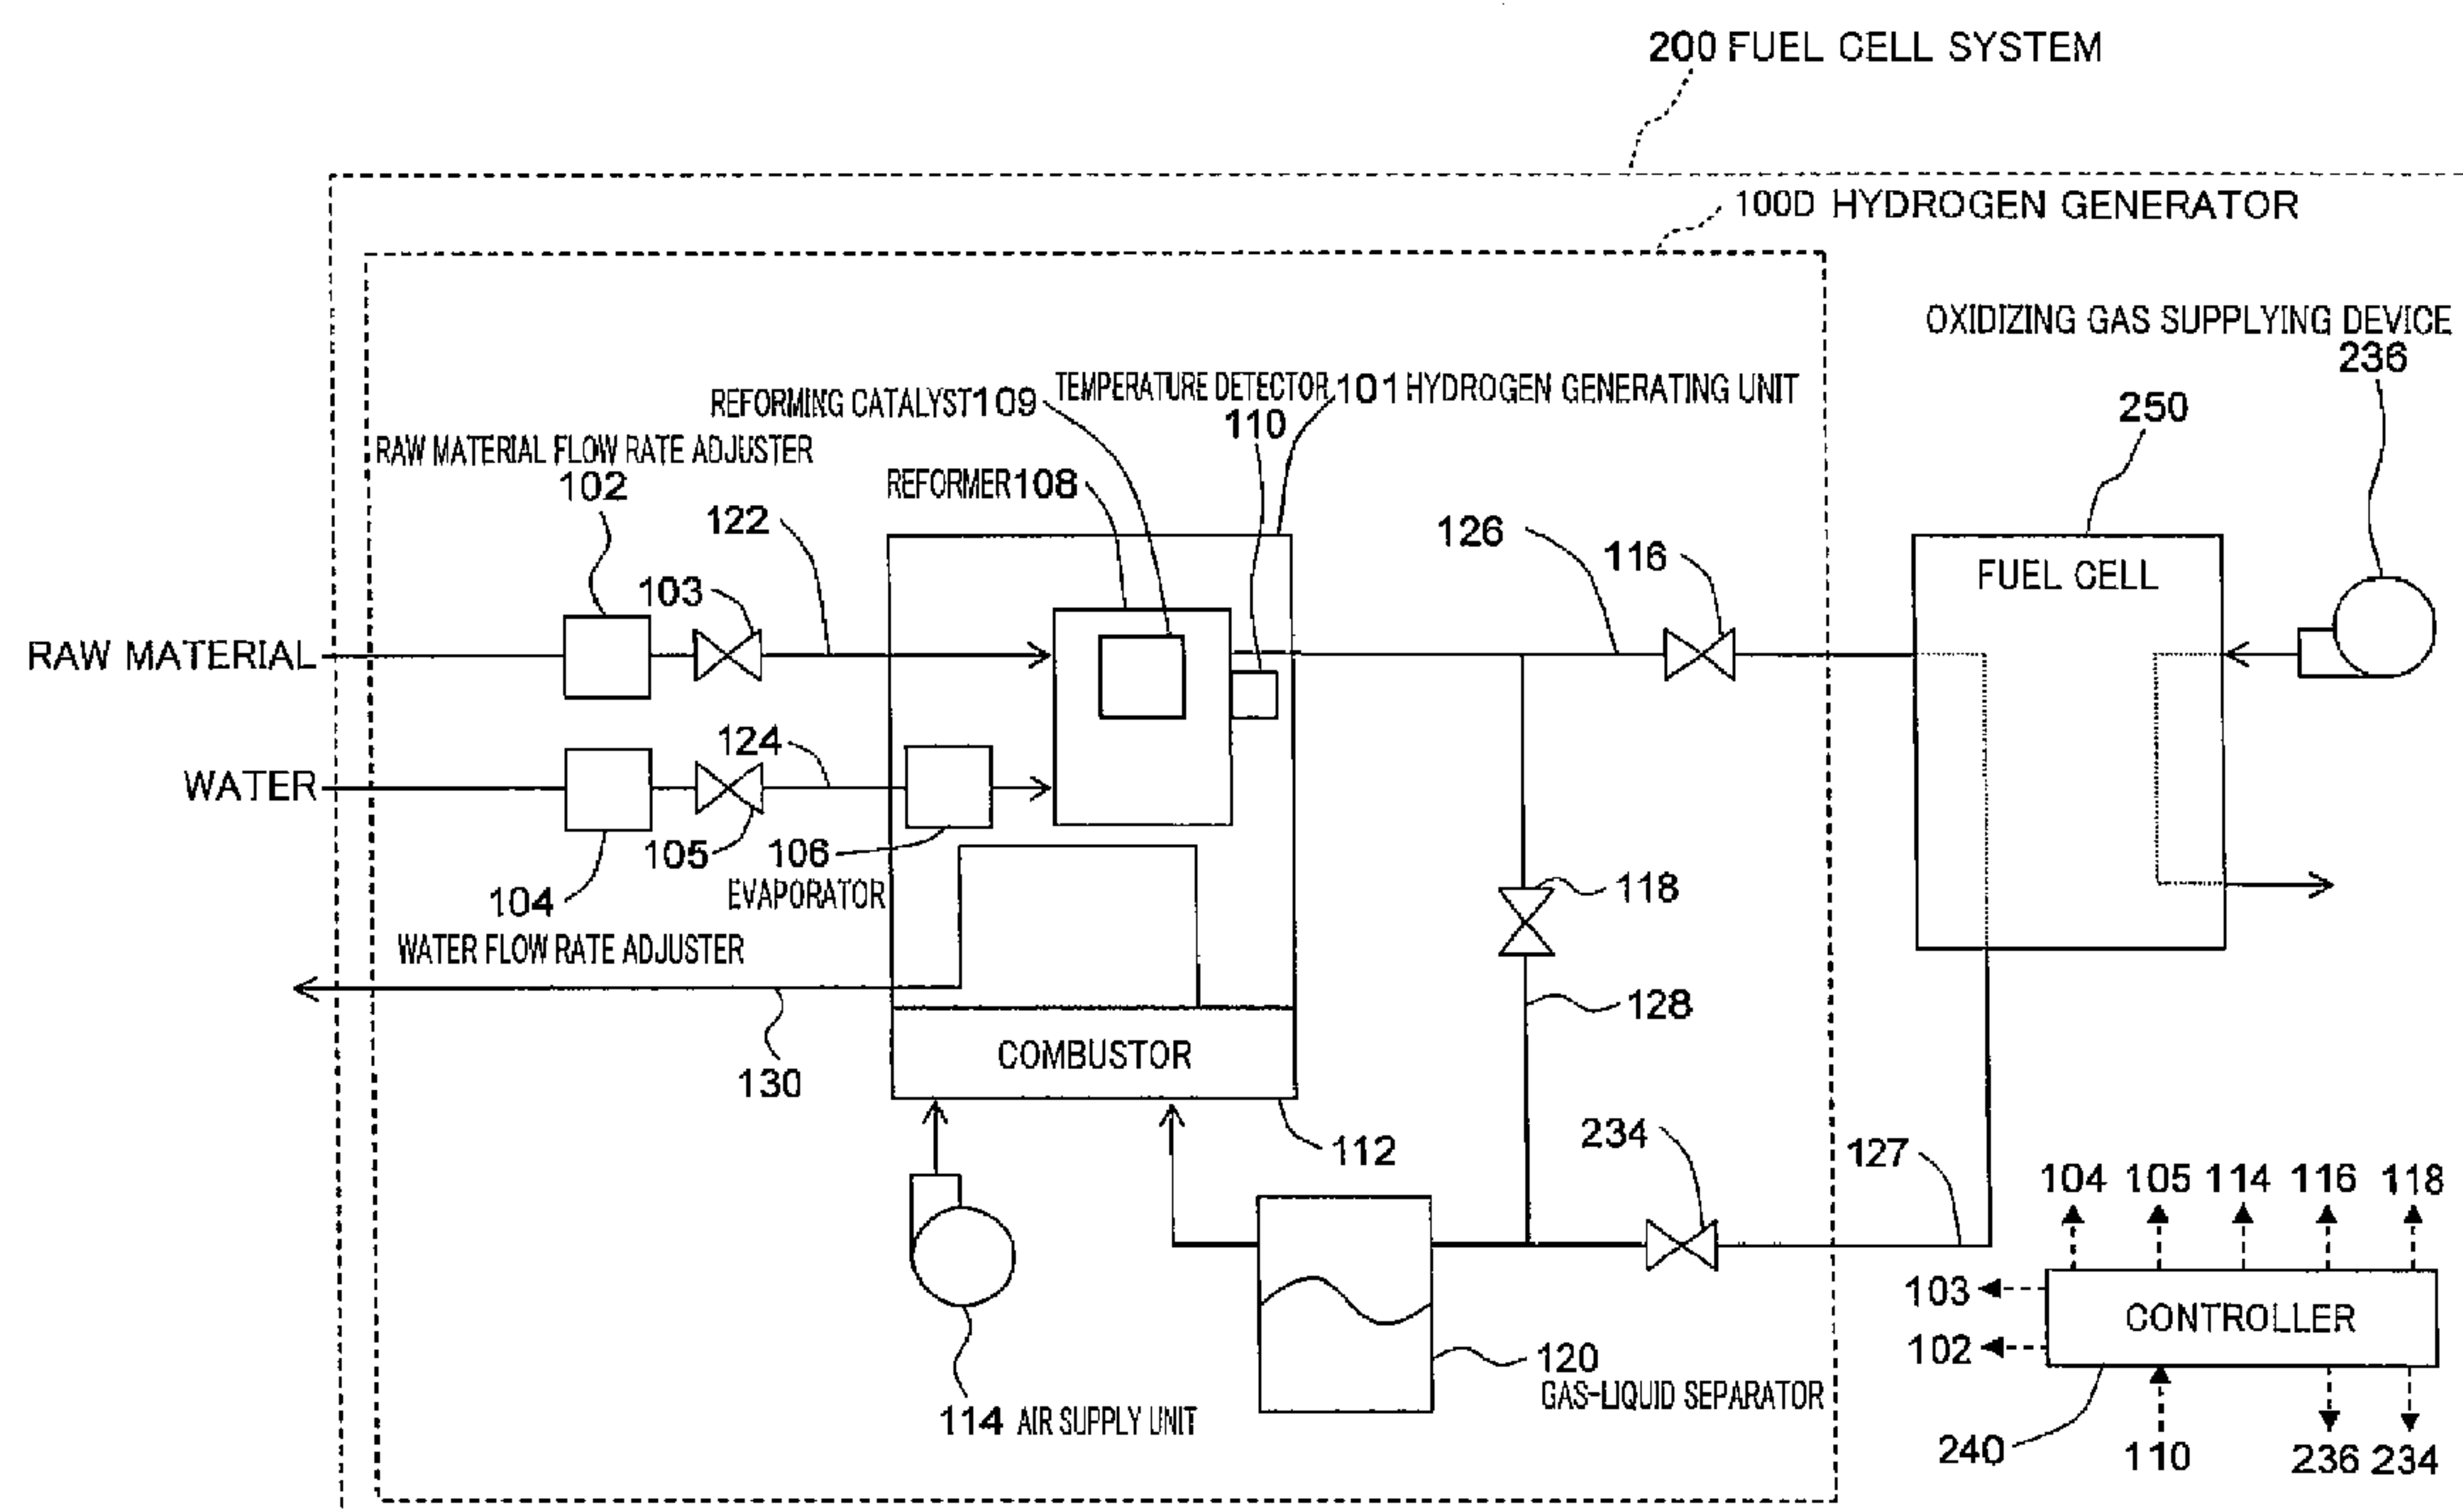 200 FUEL CELL SYSTEM
100D HYDROGEN GENERATOR
OXIDIZING GAS SUPPLYING DEVICE
236
250
TEMPERATURE DETECTOR
110
101 HYDROGEN GENERATING UNIT
REFORMING CATALYST109
RAW MATERIAL FLOW RATE ADJUSTER
102
REFORMER108
122
126
116
103
FUEL CELL
RAW MATERIAL
124
WATER
105
106
EVAPORATOR
104
118
WATER FLOW RATE ADJUSTER
128
COMBUSTOR
130
112
234
127
104 105 114 116 118
103
CONTROLLER
102
120
GAS-LIQUID SEPARATOR
114 AIR SUPPLY UNIT
240
110
236 234